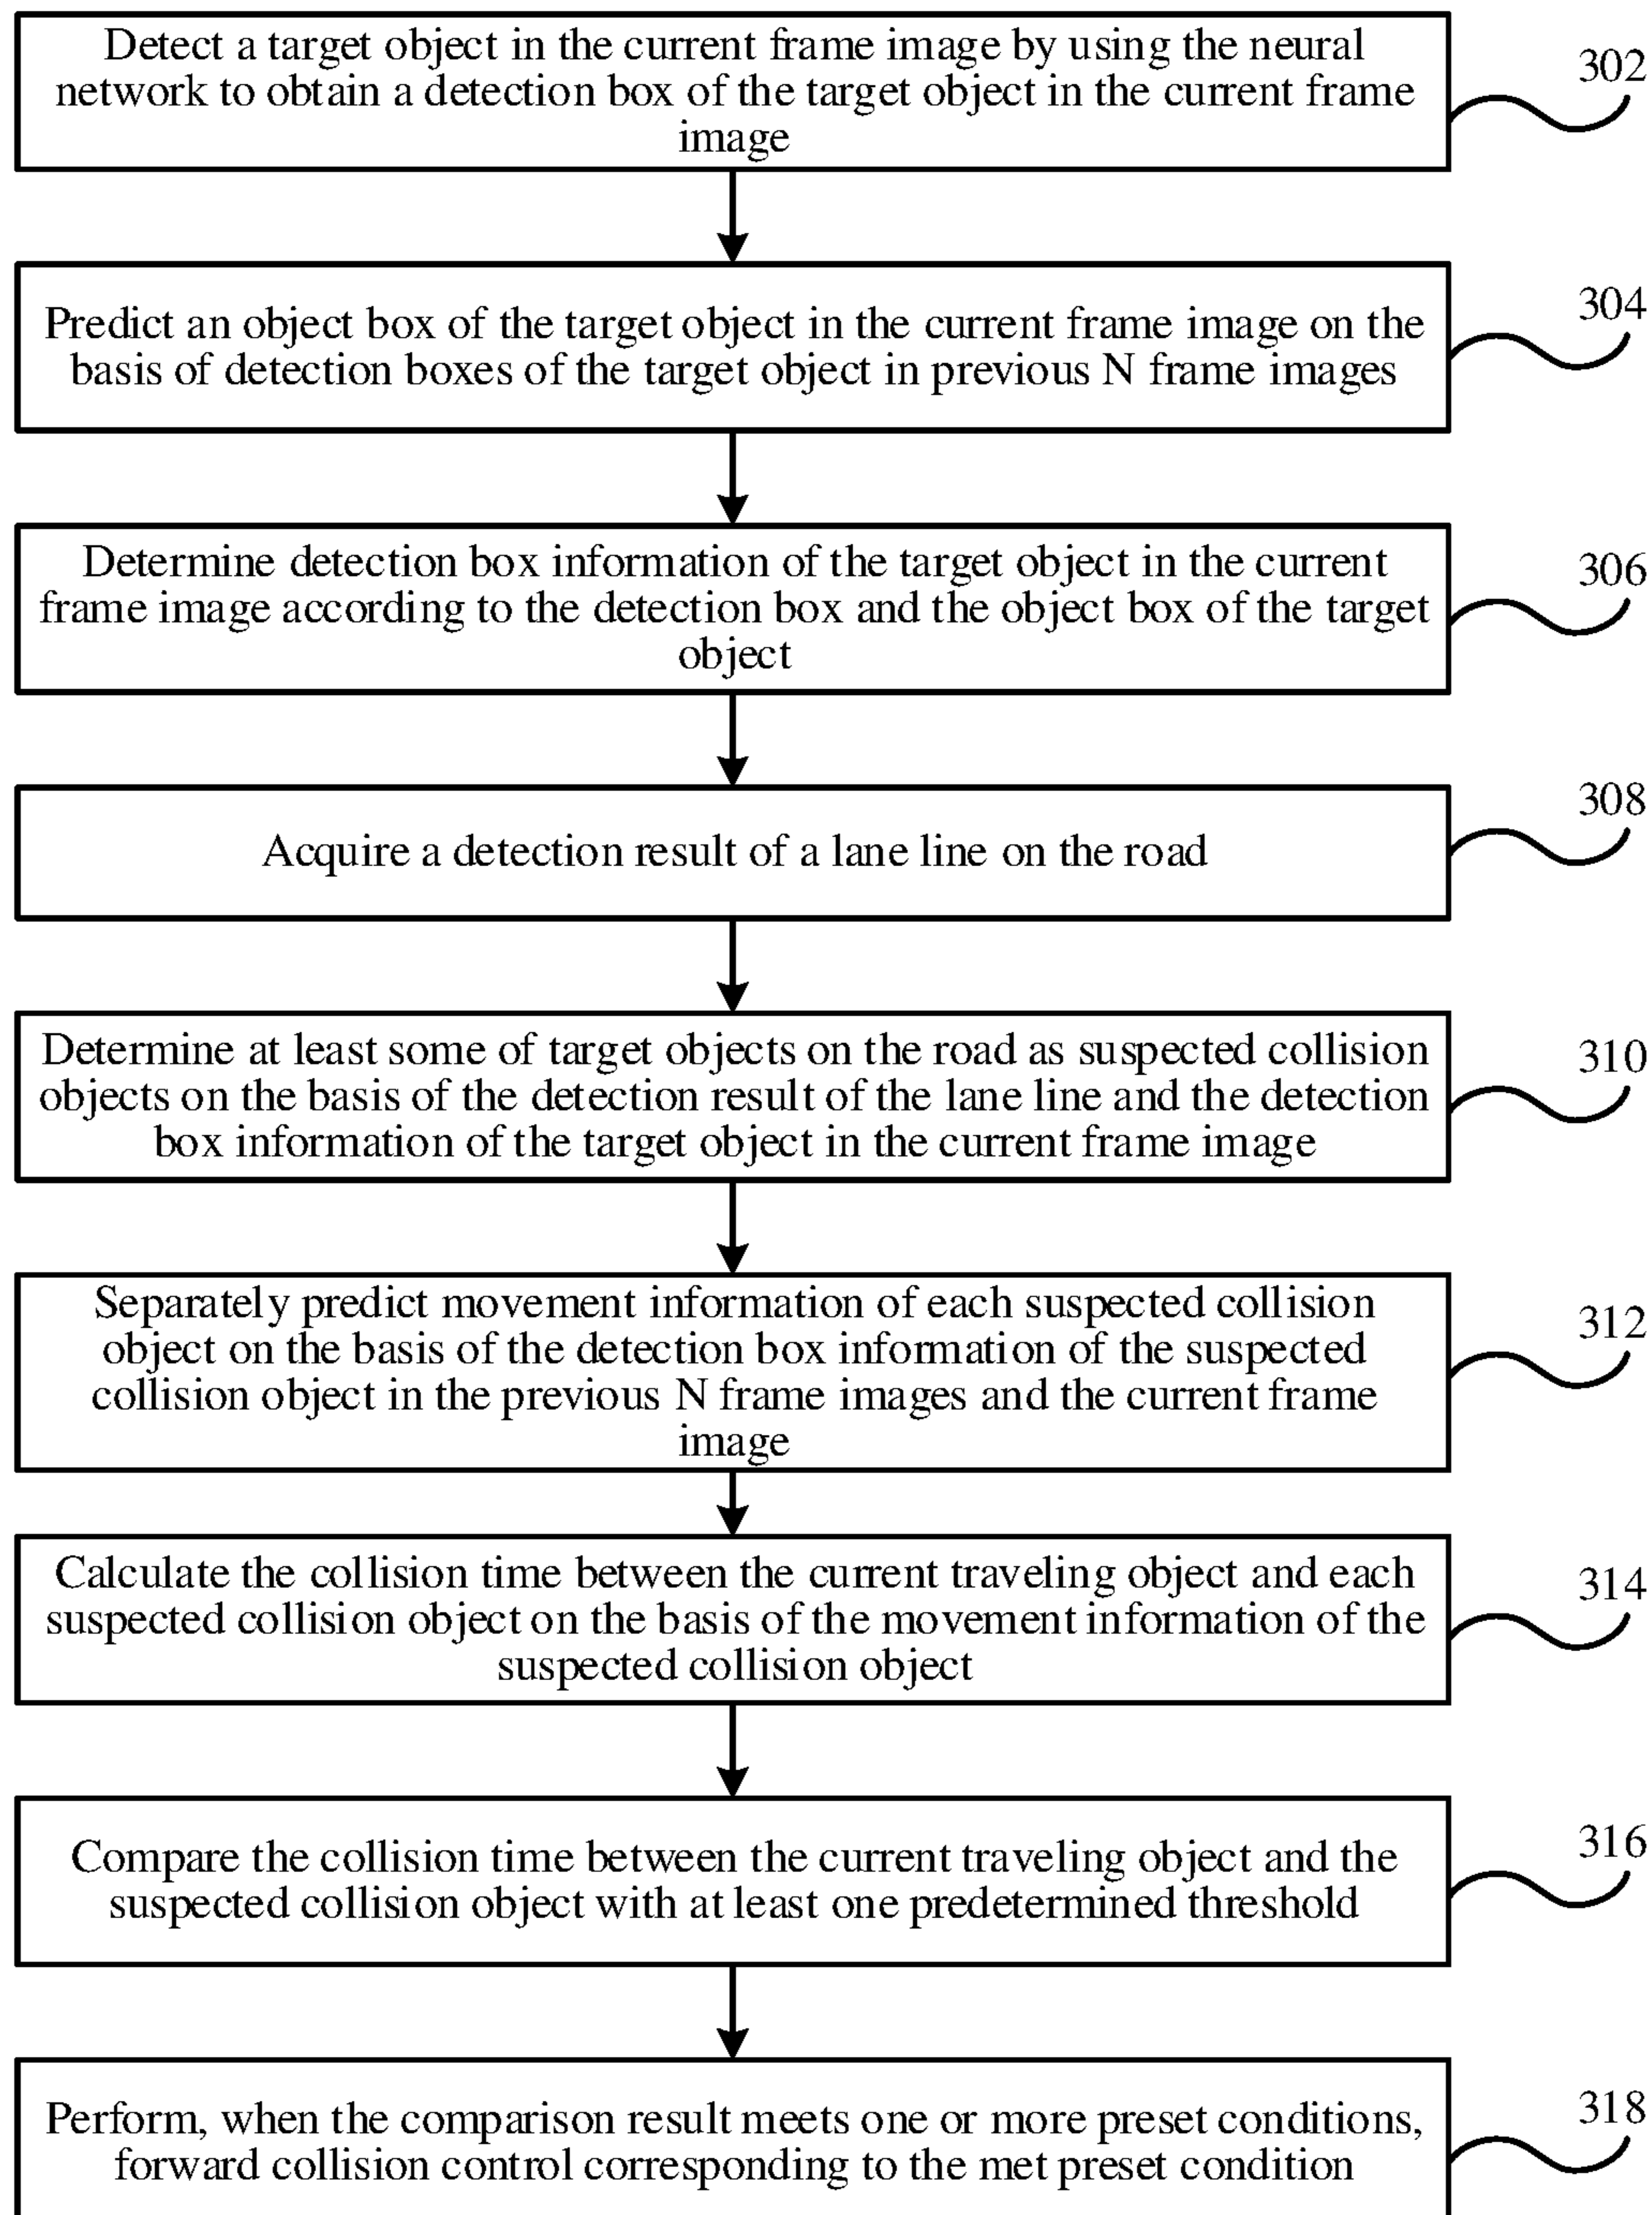 Detect a target object in the current frame image by using the neural
network to obtain a detection box of the target object in the current frame
image
302
Predict an object box of the target object in the current frame image on the
basis of detection boxes of the target object in previous N frame images
304
Determine detection box information of the target object in the current
frame image according to the detection box and the object box of the target
object
306
Acquire a detection result of a lane line on the road
308
Determine at least some of target objects on the road as suspected collision
objects on the basis of the detection result of the lane line and the detection
box information of the target object in the current frame image
310
Separately predict movement information of each suspected collision
object on the basis of the detection box information of the suspected
collision object in the previous N frame images and the current frame
image
312
Calculate the collision time between the current traveling object and each
suspected collision object on the basis of the movement information of the
suspected collision object
314
Compare the collision time between the current traveling object and the
suspected collision object with at least one predetermined threshold
316
Perform, when the comparison result meets one or more preset conditions,
forward collision control corresponding to the met preset condition
318